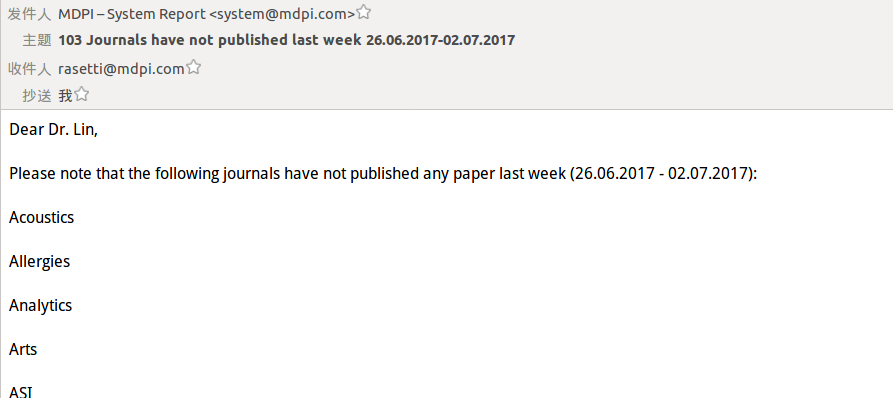 发件人 MDPI – System Report <system@mdpi.com>
主题 103 Journals have not published last week 26.06.2017-02.07.2017
收件人 rasetti@mdpi.com
抄送 我
Dear Dr. Lin,
Please note that the following journals have not published any paper last week (26.06.2017 - 02.07.2017):
Acoustics
Allergies
Analytics
Arts
ASI